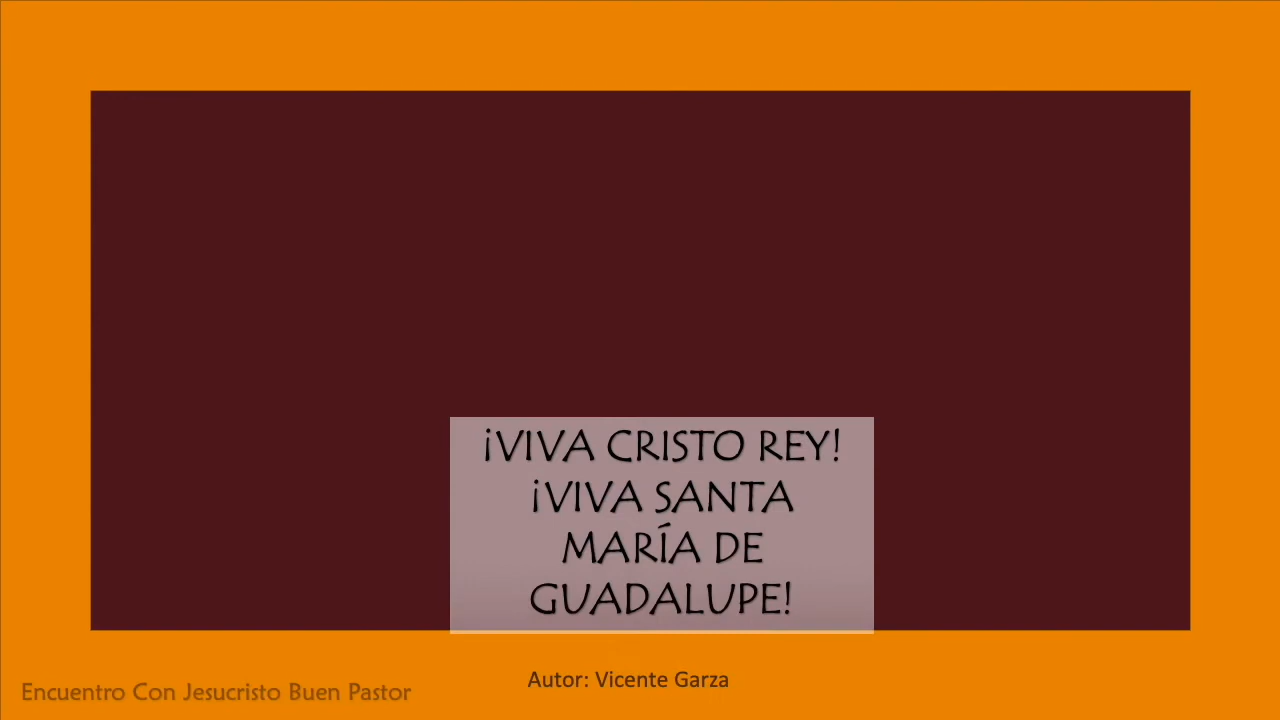 ¡VIVA CRISTO REY!
¡VIVA SANTA
MARÍA DE
GUADALUPE!
Autor: Vicente Garza
Encuentro Con Jesucristo Buen Pastor